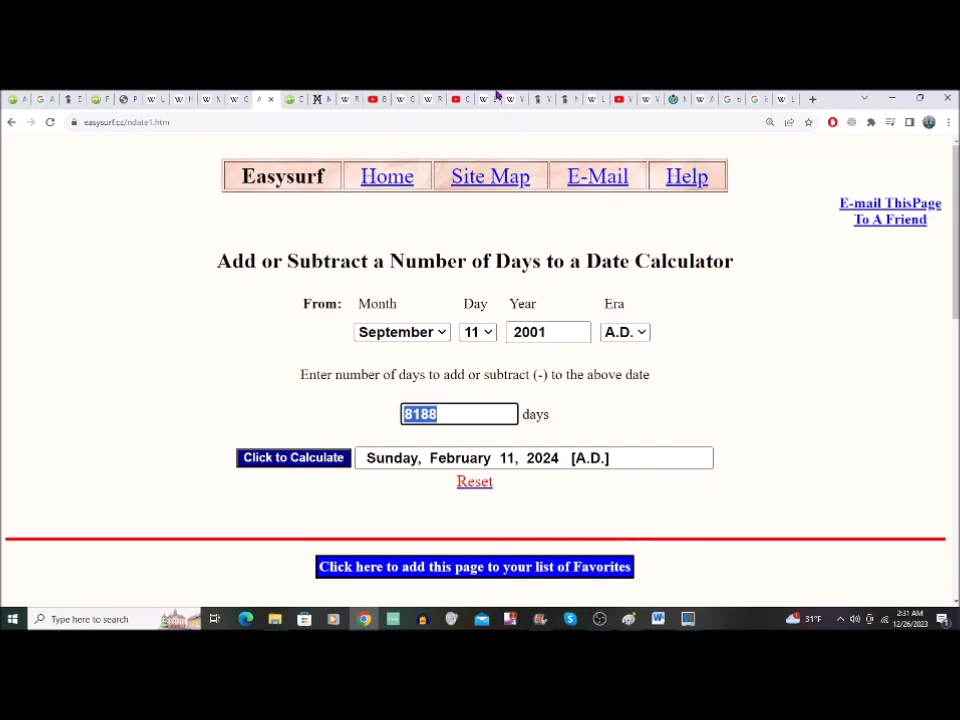 easysurf.cc/ndate1.htm
Easysurf Home Site Map E-Mail Help
E-mail ThisPage
To A Friend
Add or Subtract a Number of Days to a Date Calculator
From: Month Day Year Era
September 11 2001 A.D.
Enter number of days to add or subtract (-) to the above date
8188 days
Click to Calculate Sunday, February 11, 2024 [A.D.]
Reset
Click here to add this page to your list of Favorites
Type here to search 31°F 2:31 AM
12/26/2023